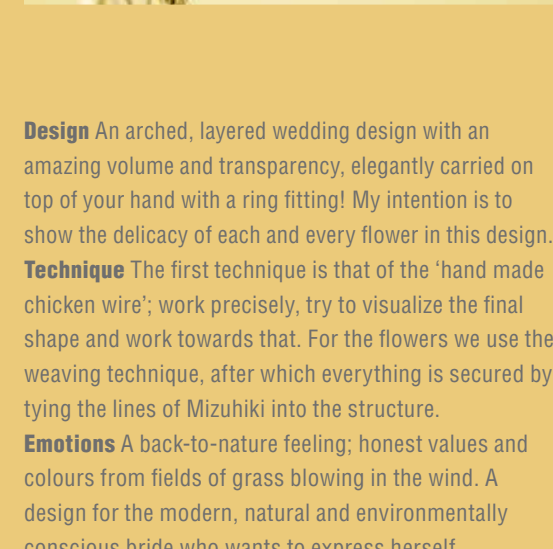 Design An arched, layered wedding design with an
amazing volume and transparency, elegantly carried on
top of your hand with a ring fitting! My intention is to
show the delicacy of each and every flower in this design.
Technique The first technique is that of the ‘hand made
chicken wire’; work precisely, try to visualize the final
shape and work towards that. For the flowers we use the
weaving technique, after which everything is secured by
tying the lines of Mizuhiki into the structure.
Emotions A back-to-nature feeling; honest values and
colours from fields of grass blowing in the wind. A
design for the modern, natural and environmentally
conscious bride who wants to express herself